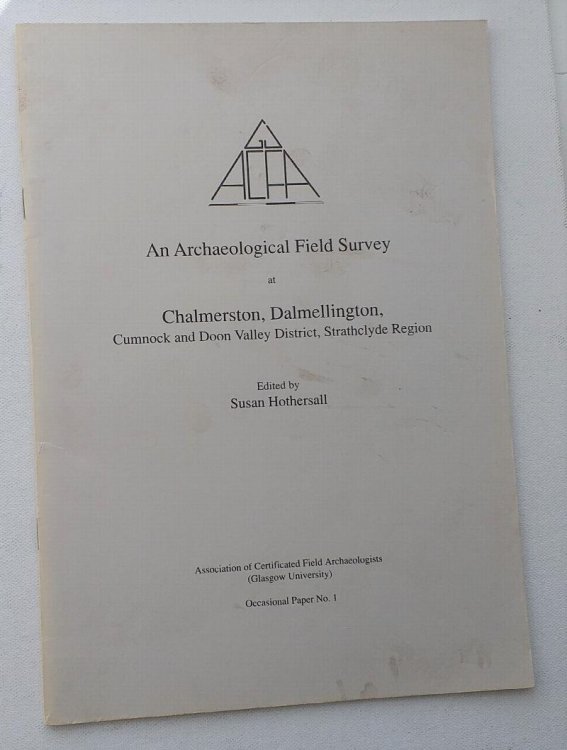 GU
ACFA
An Archaeological Field Survey
at
Chalmerston, Dalmellington,
Cumnock and Doon Valley District, Strathclyde Region
Edited by
Susan Hothersall
Association of Certificated Field Archaeologists
(Glasgow University)
Occasional Paper No. 1